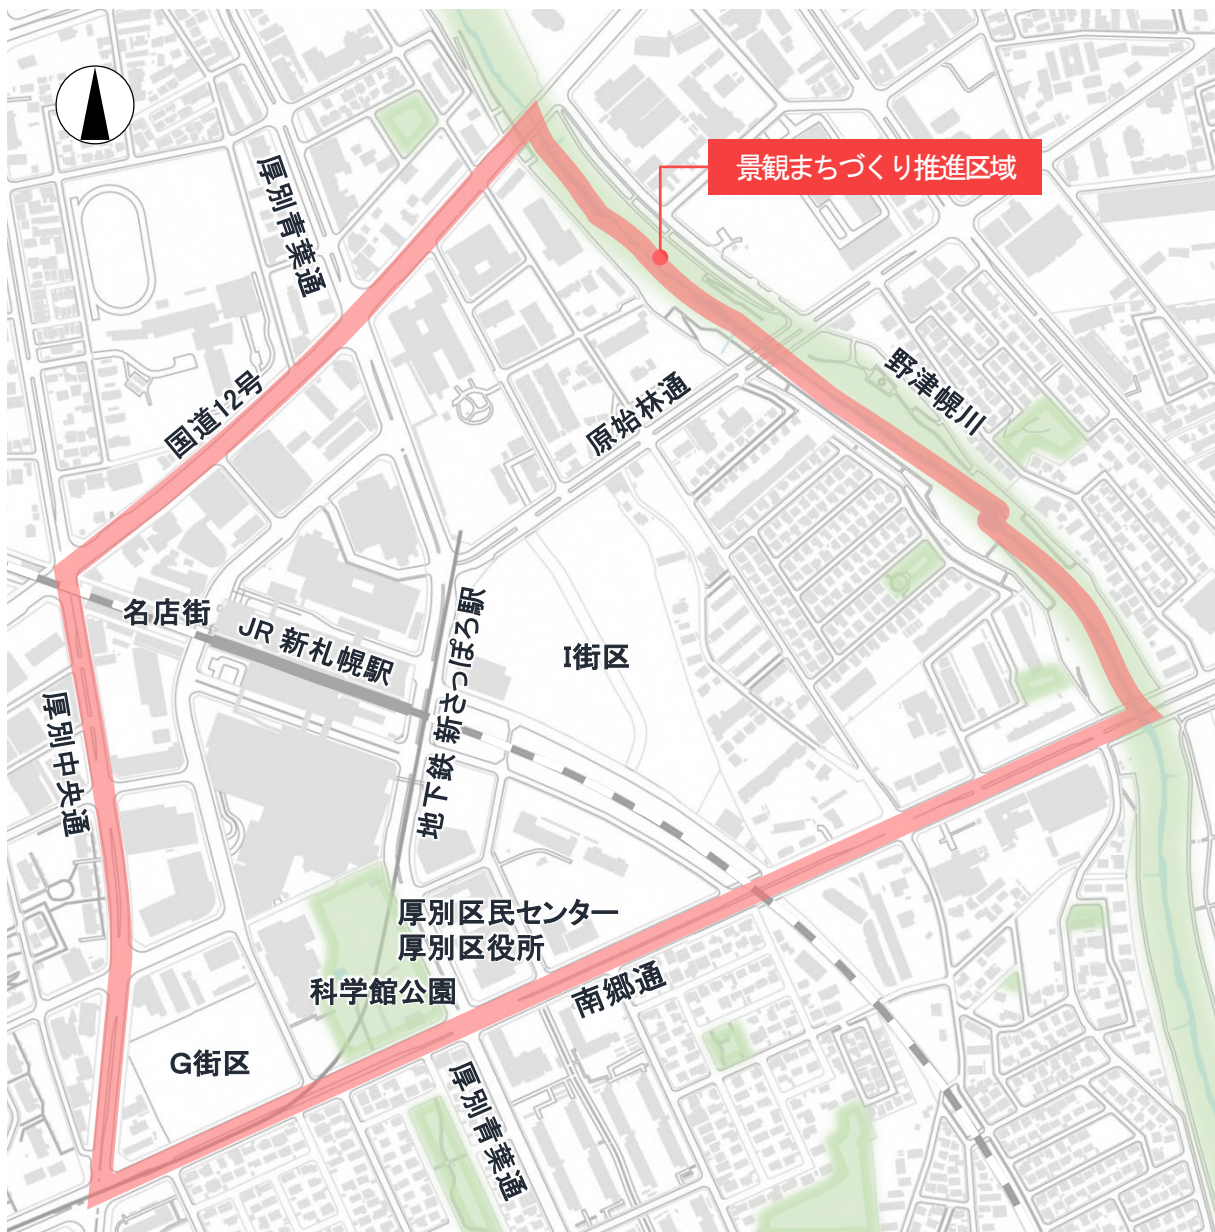 景観まちづくり推進区域
厚別青葉通
国道12号
原始林通
野津幌川
名店街
JR 新札幌駅
地下鉄 新さっぽろ駅
I街区
厚別中央通
厚別区民センター
厚別区役所
科学館公園
南郷通
G街区
厚別青葉通